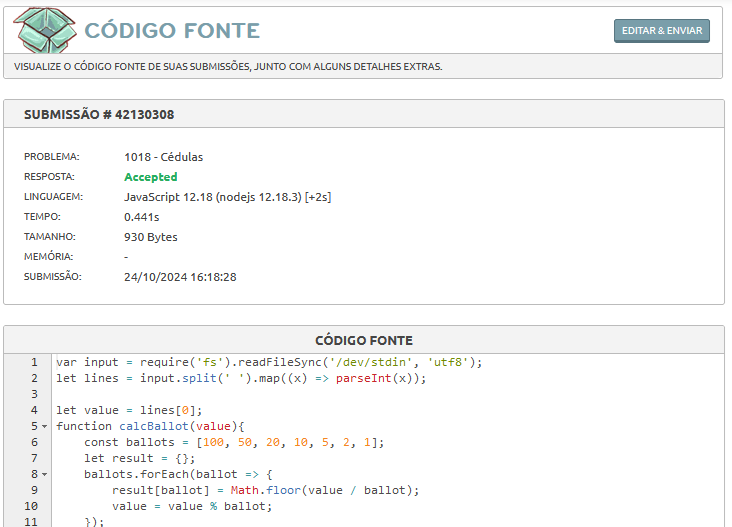 CÓDIGO FONTE
EDITAR & ENVIAR
VISUALIZE O CÓDIGO FONTE DE SUAS SUBMISSÕES, JUNTO COM ALGUNS DETALHES EXTRAS.
SUBMISSÃO # 42130308
PROBLEMA: 1018 - Cédulas
RESPOSTA: Accepted
LINGUAGEM: JavaScript 12.18 (nodejs 12.18.3) [+2s]
TEMPO: 0.441s
TAMANHO: 930 Bytes
MEMÓRIA: -
SUBMISSÃO: 24/10/2024 16:18:28
CÓDIGO FONTE
1 var input = require('fs').readFileSync('/dev/stdin', 'utf8');
2 let lines = input.split(' ').map((x) => parseInt(x));
3
4 let value = lines[0];
5 function calcBallot(value){
6     const ballots = [100, 50, 20, 10, 5, 2, 1];
7     let result = {};
8     ballots.forEach(ballot => {
9         result[ballot] = Math.floor(value / ballot);
10         value = value % ballot;
11     });